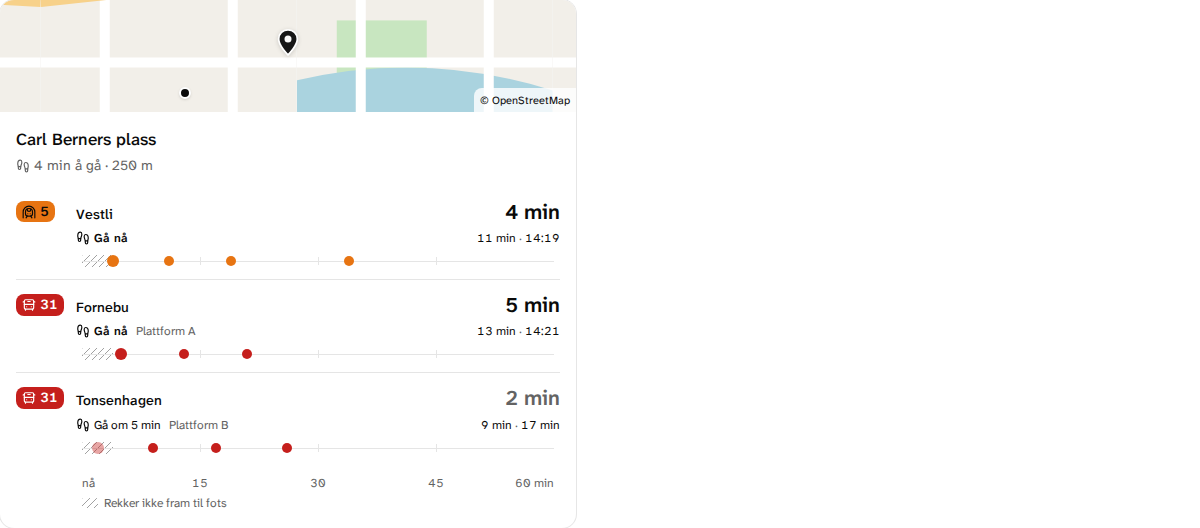 © OpenStreetMap
Carl Berners plass
4 min å gå · 250 m
5 Vestli 4 min
Gå nå 11 min · 14:19
31 Fornebu 5 min
Gå nå Plattform A 13 min · 14:21
31 Tonsenhagen 2 min
Gå om 5 min Plattform B 9 min · 17 min
nå 15 30 45 60 min
Rekker ikke fram til fots